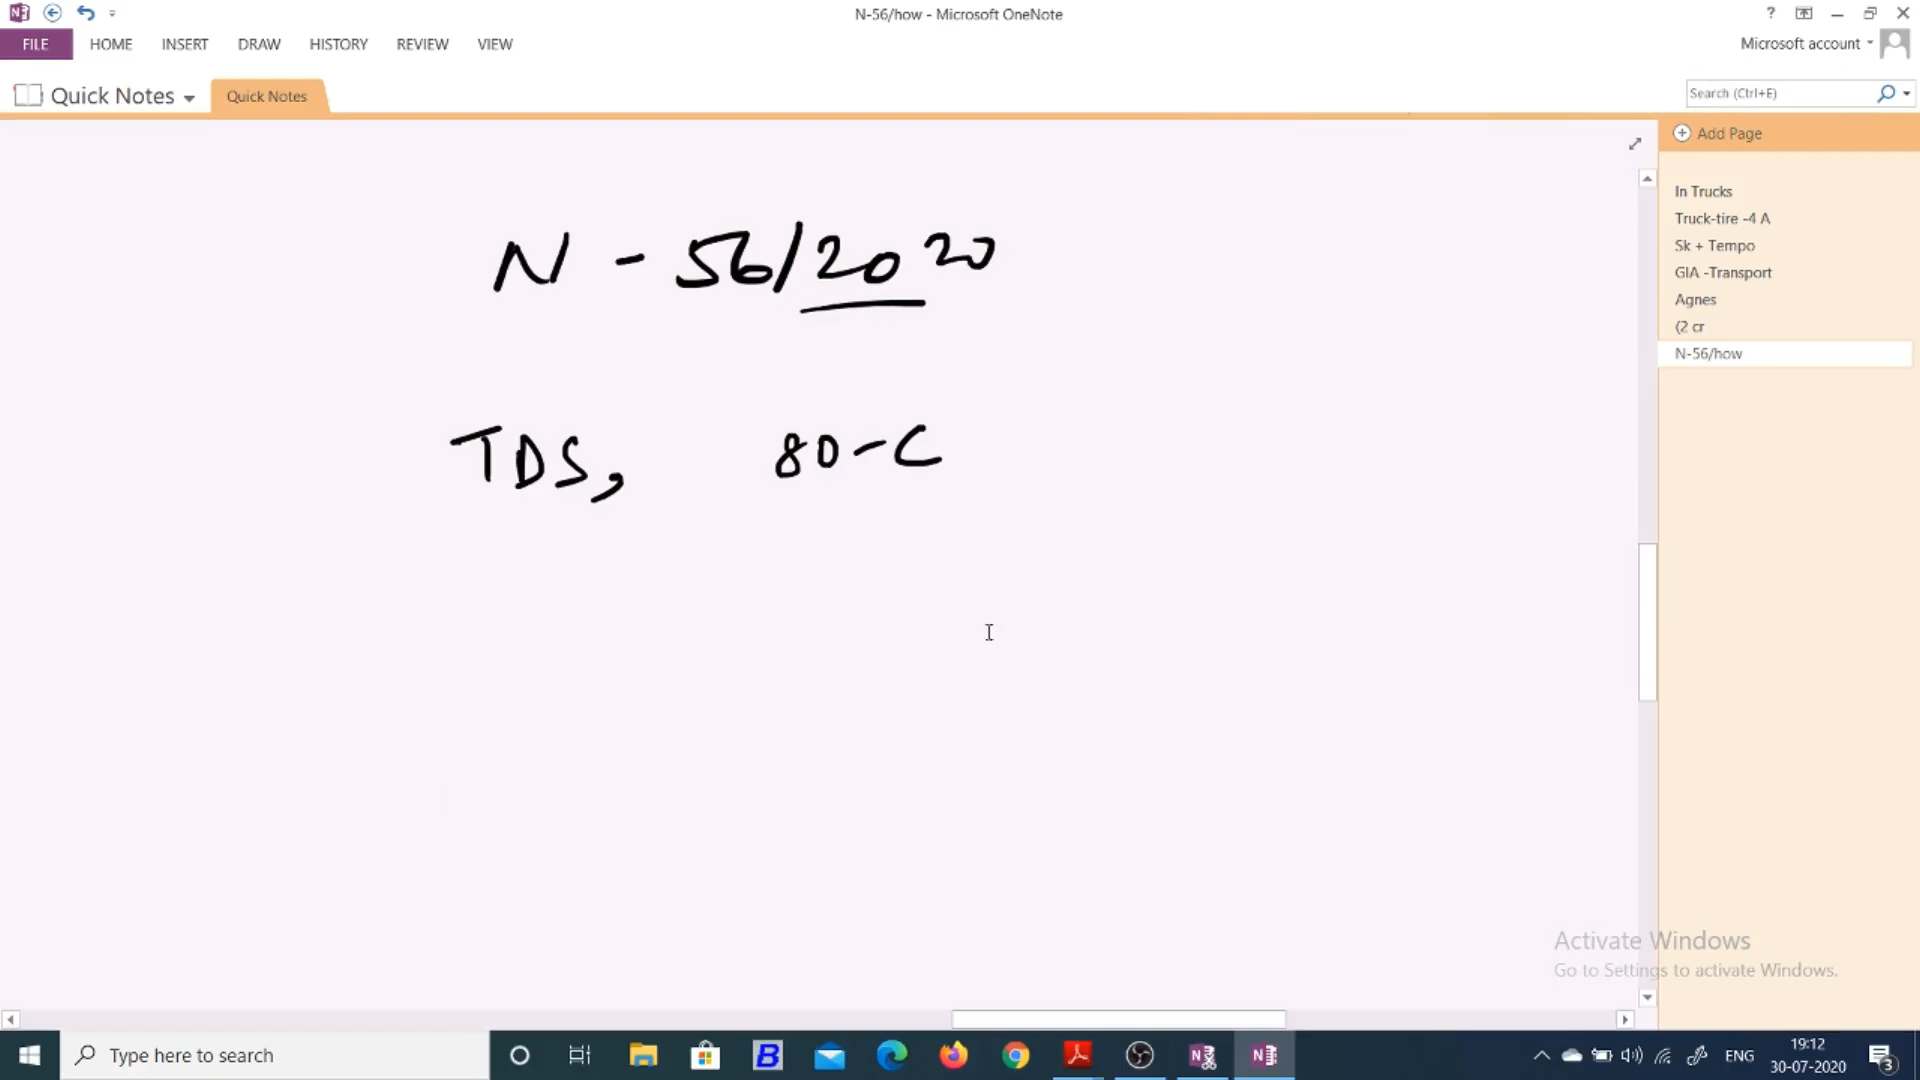 N-56/how - Microsoft OneNote
?
FILE HOME INSERT DRAW HISTORY REVIEW VIEW
Microsoft account
Quick Notes
Quick Notes
Search (Ctrl+E)
Add Page
In Trucks
Truck-tire -4 A
Sk + Tempo
GIA -Transport
Agnes
(2 cr
N-56/how
N - 56/2020
TDS, 80-C
Activate Windows
Go to Settings to activate Windows.
Type here to search
ENG
19:12
30-07-2020
3